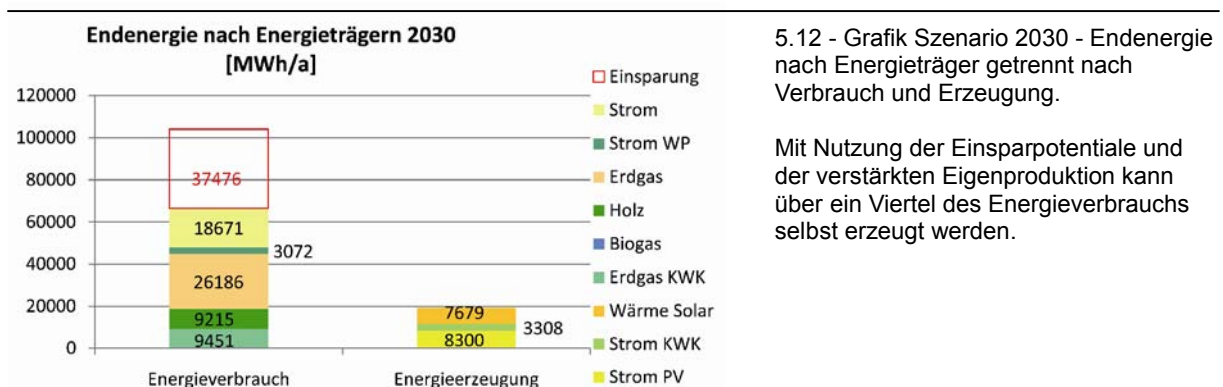 Endenergie nach Energieträgern 2030
[MWh/a]
120000
100000
80000
60000
40000
20000
0
37476
18671
3072
26186
9215
9451
7679
3308
8300
Energieverbrauch
Energieerzeugung
Einsparung
Strom
Strom WP
Erdgas
Holz
Biogas
Erdgas KWK
Wärme Solar
Strom KWK
Strom PV
5.12 - Grafik Szenario 2030 - Endenergie
nach Energieträger getrennt nach
Verbrauch und Erzeugung.
Mit Nutzung der Einsparpotentiale und
der verstärkten Eigenproduktion kann
über ein Viertel des Energieverbrauchs
selbst erzeugt werden.